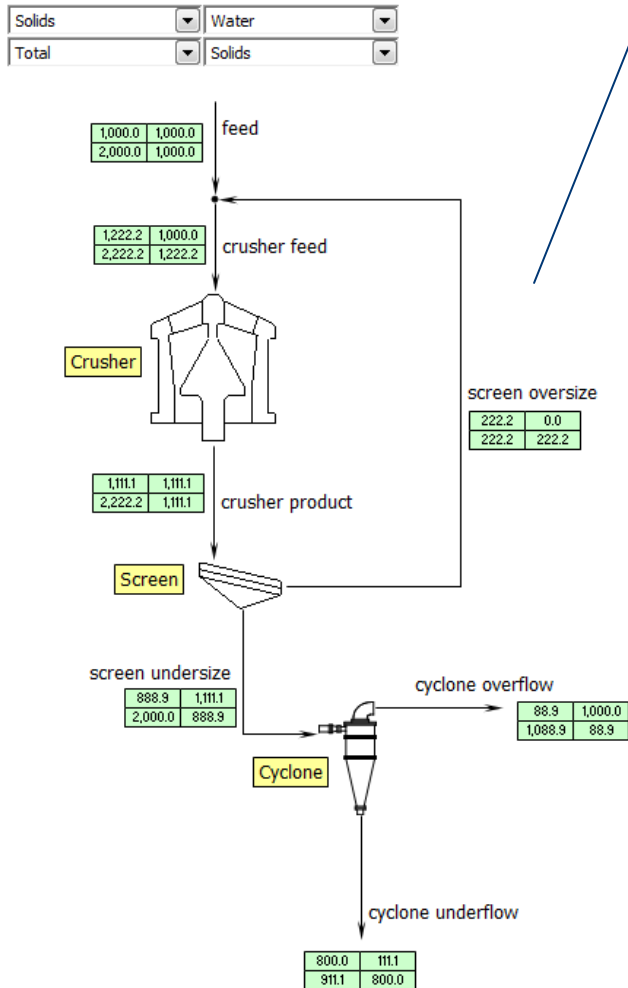 Solids Water
Total Solids
feed
1,000.0 1,000.0
2,000.0 1,000.0
1,222.2 1,000.0
2,222.2 1,222.2
crusher feed
Crusher
screen oversize
222.2 0.0
222.2 222.2
1,111.1 1,111.1
2,222.2 1,111.1
crusher product
Screen
screen undersize
888.9 1,111.1
2,000.0 888.9
cyclone overflow
88.9 1,000.0
1,088.9 88.9
Cyclone
cyclone underflow
800.0 111.1
911.1 800.0